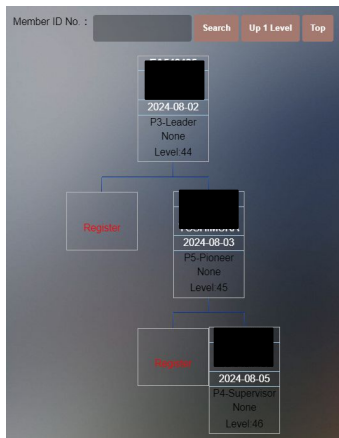 Member ID No. :
Search
Up 1 Level
Top
2024-08-02
P3-Leader
None
Level:44
Register
2024-08-03
P5-Pioneer
None
Level:45
Register
2024-08-05
P4-Supervisor
None
Level:46